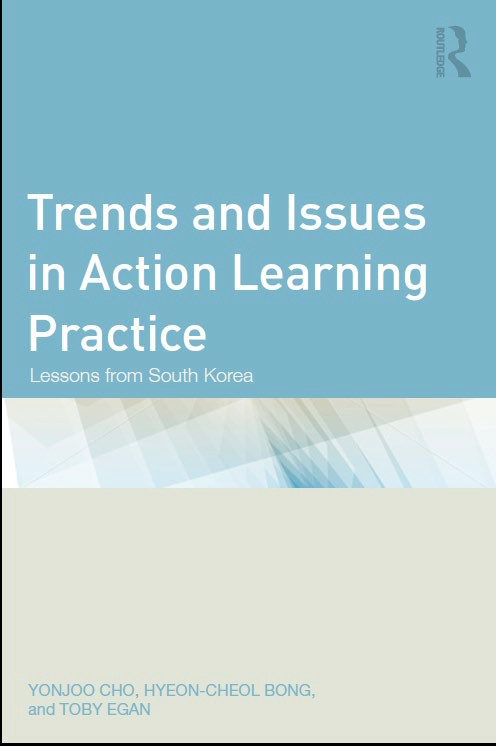 ROUTLEDGE
Trends and Issues
in Action Learning
Practice
Lessons from South Korea
YONJOO CHO, HYEON-CHEOL BONG,
and TOBY EGAN